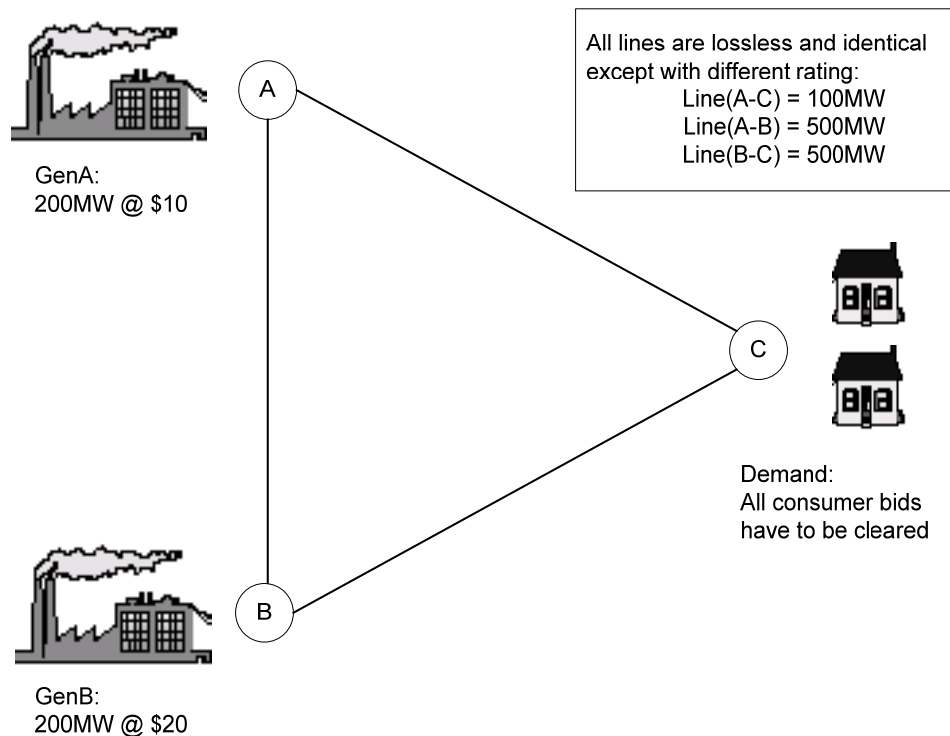 All lines are lossless and identical
except with different rating:
Line(A-C) = 100MW
Line(A-B) = 500MW
Line(B-C) = 500MW
A
GenA:
200MW @ $10
C
Demand:
All consumer bids
have to be cleared
B
GenB:
200MW @ $20